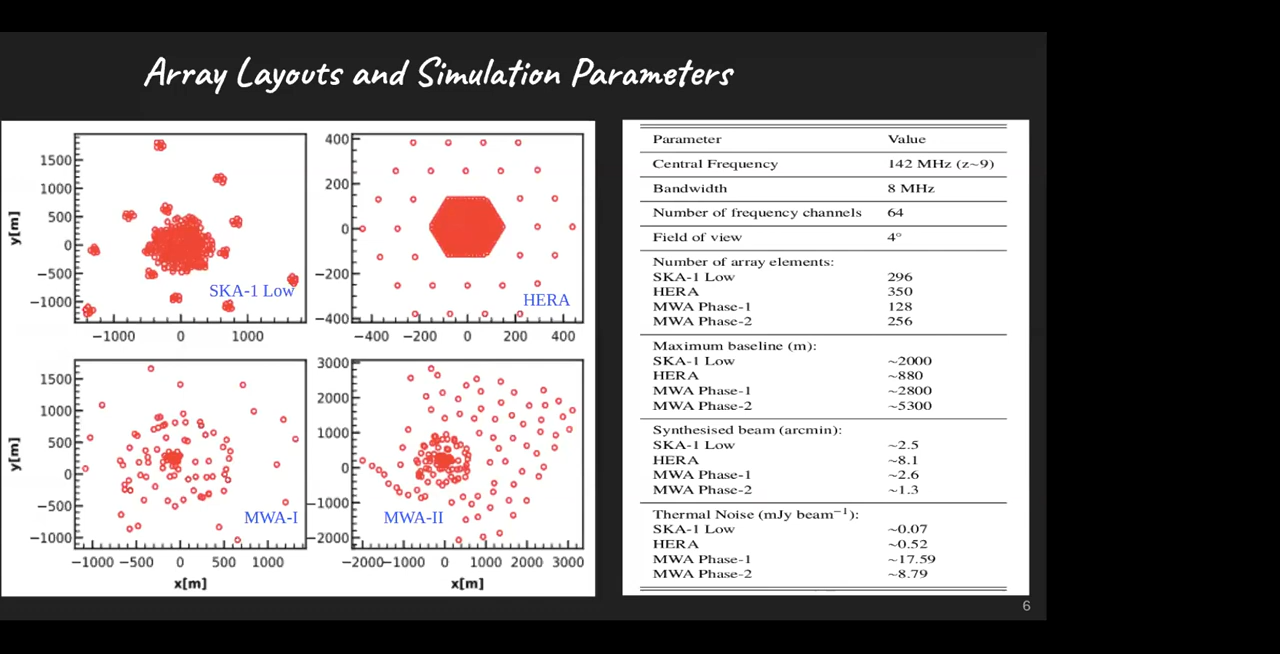 Array Layouts and Simulation Parameters
y[m]
1500
1000
500
0
−500
−1000
−1000 0 1000
SKA-1 Low
400
200
0
−200
−400
−400 −200 0 200 400
HERA
y[m]
1500
1000
500
0
−500
−1000
−1000 −500 0 500 1000
x[m]
MWA-I
3000
2000
1000
0
−1000
−2000
−2000 −1000 0 1000 2000 3000
x[m]
MWA-II
Parameter Value
Central Frequency 142 MHz (z~9)
Bandwidth 8 MHz
Number of frequency channels 64
Field of view 4°
Number of array elements:
SKA-1 Low 296
HERA 350
MWA Phase-1 128
MWA Phase-2 256
Maximum baseline (m):
SKA-1 Low ~2000
HERA ~880
MWA Phase-1 ~2800
MWA Phase-2 ~5300
Synthesised beam (arcmin):
SKA-1 Low ~2.5
HERA ~8.1
MWA Phase-1 ~2.6
MWA Phase-2 ~1.3
Thermal Noise (mJy beam⁻¹):
SKA-1 Low ~0.07
HERA ~0.52
MWA Phase-1 ~17.59
MWA Phase-2 ~8.79
6